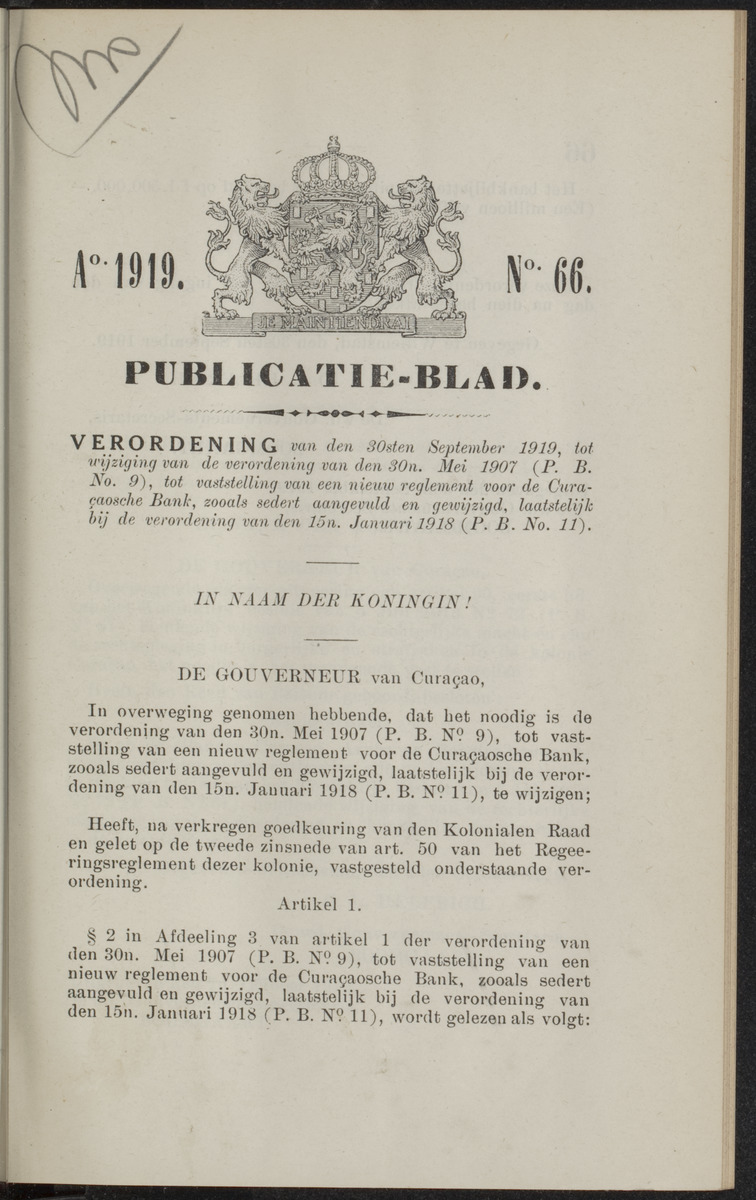 Aº. 1919.
Nº. 66.
JE MAINTIENDRAI
PUBLICATIE-BLAD.
VERORDENING van den 30sten September 1919, tot
wijziging van de verordening van den 30n. Mei 1907 (P. B.
No. 9), tot vaststelling van een nieuw reglement voor de Cura-
çaosche Bank, zooals sedert aangevuld en gewijzigd, laatstelijk
bij de verordening van den 15n. Januari 1918 (P. B. No. 11).
IN NAAM DER KONINGIN!
DE GOUVERNEUR van Curaçao,
In overweging genomen hebbende, dat het noodig is de
verordening van den 30n. Mei 1907 (P. B. Nº 9), tot vast-
stelling van een nieuw reglement voor de Curaçaosche Bank,
zooals sedert aangevuld en gewijzigd, laatstelijk bij de veror-
dening van den 15n. Januari 1918 (P. B. Nº 11), te wijzigen;
Heeft, na verkregen goedkeuring van den Kolonialen Raad
en gelet op de tweede zinsnede van art. 50 van het Regee-
ringsreglement dezer kolonie, vastgesteld onderstaande ver-
ordening.
Artikel 1.
§ 2 in Afdeeling 3 van artikel 1 der verordening van
den 30n. Mei 1907 (P. B. Nº 9), tot vaststelling van een
nieuw reglement voor de Curaçaosche Bank, zooals sedert
aangevuld en gewijzigd, laatstelijk bij de verordening van
den 15n. Januari 1918 (P. B. Nº 11), wordt gelezen als volgt: